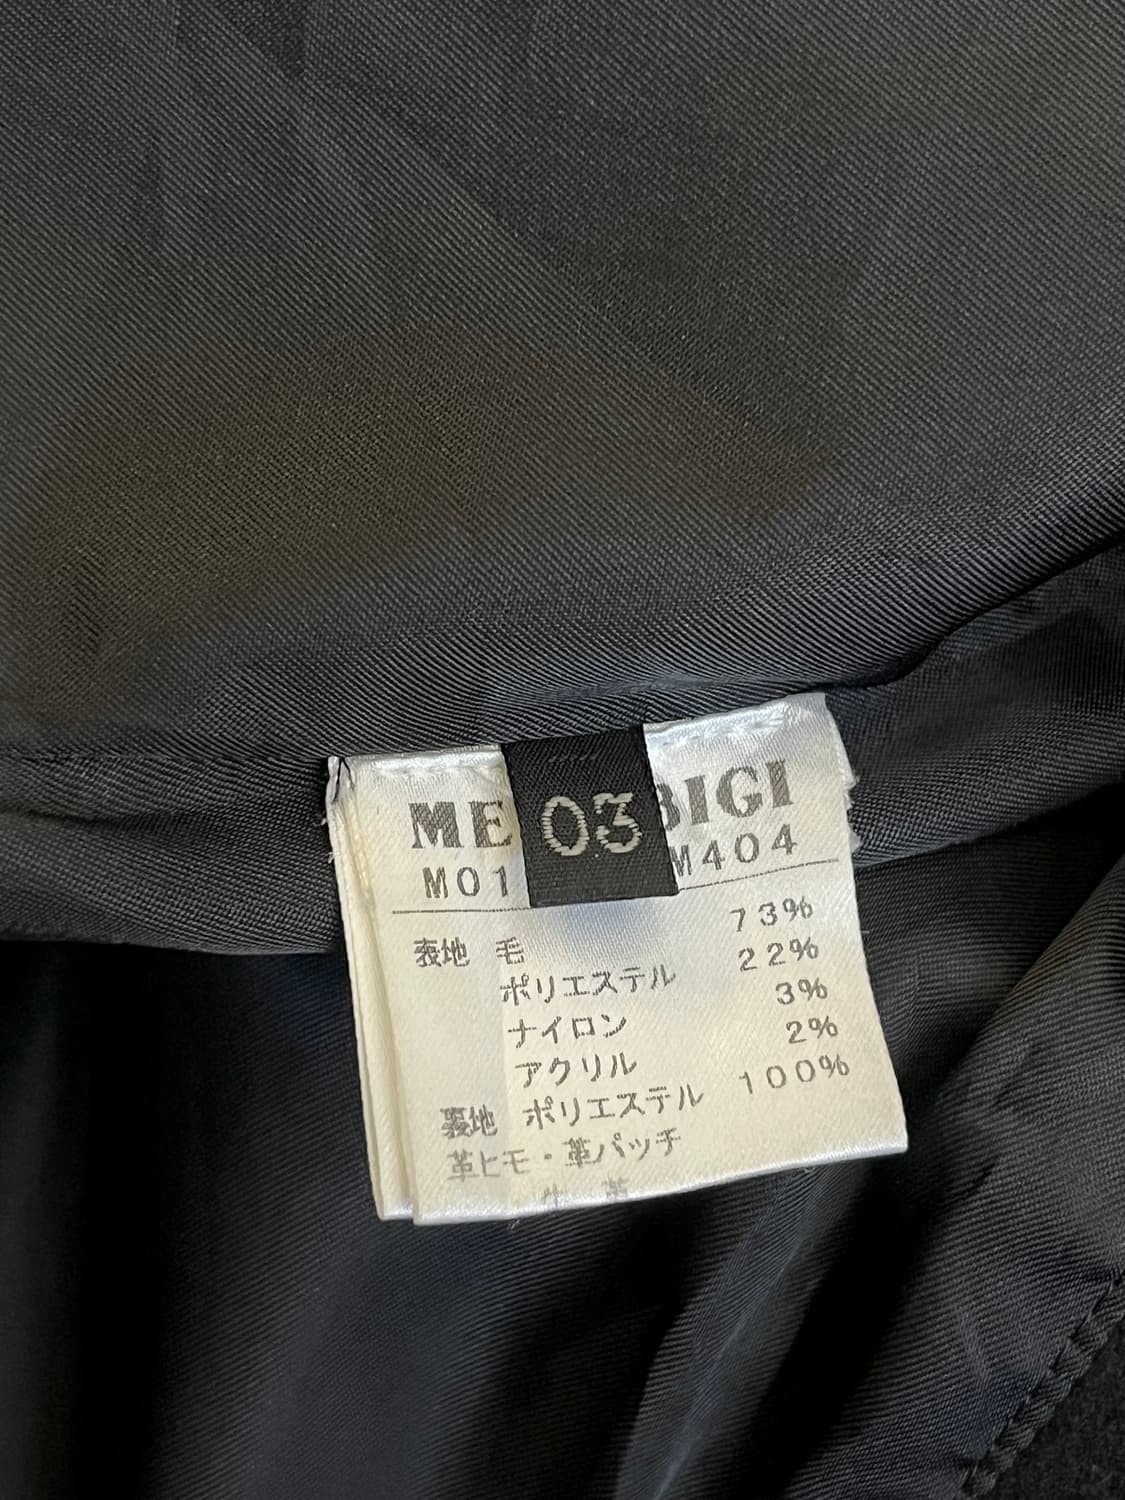 03
ME BIGI
M01 M404
表地 毛 73%
ポリエステル 22%
ナイロン 3%
アクリル 2%
裏地 ポリエステル 100%
革ヒモ・革パッチ
牛 革